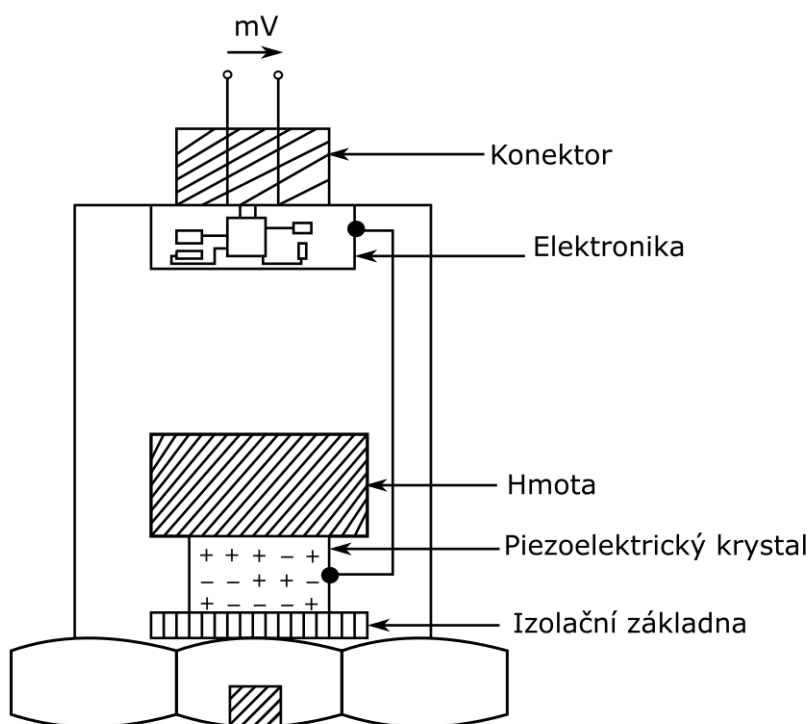 mV
Konektor
Elektronika
Hmota
Piezoelektrický krystal
+ + + – +
– – + + –
+ – – – +
Izolační základna